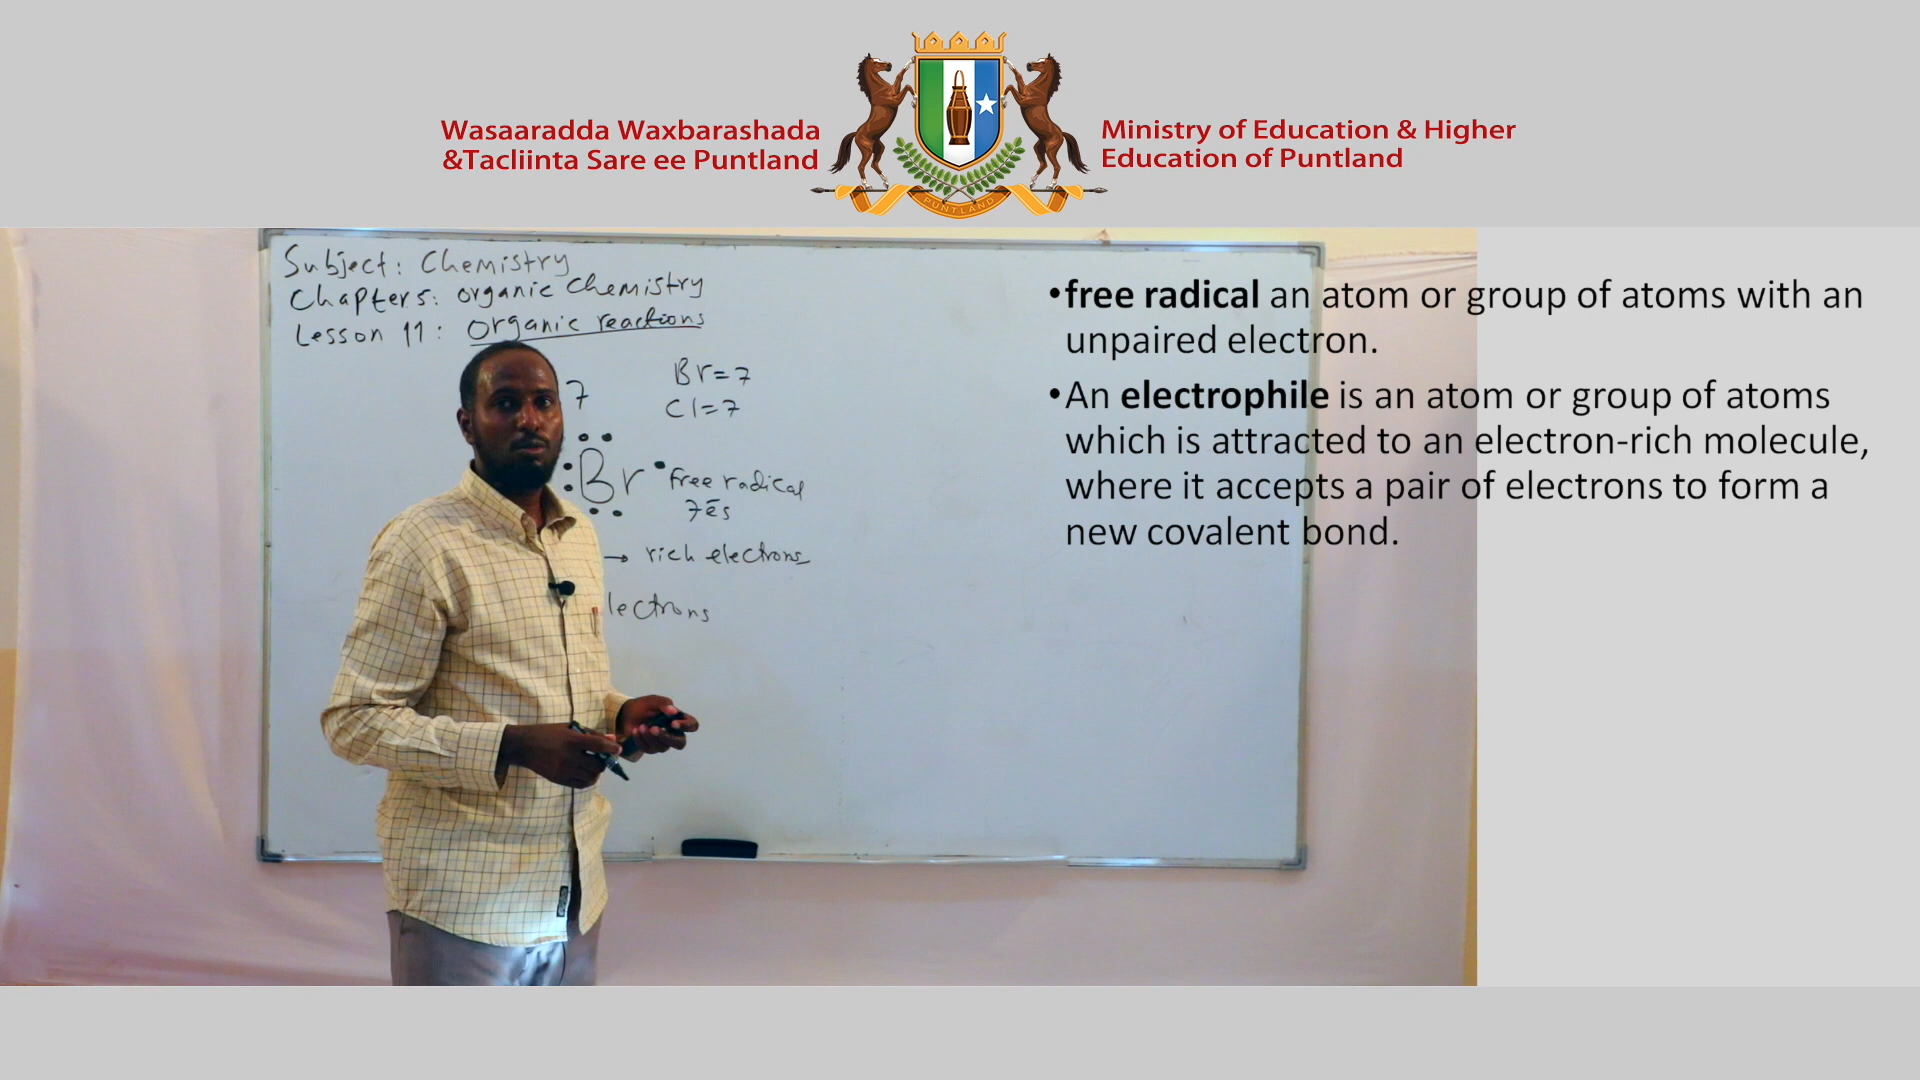 Wasaaradda Waxbarashada
&Tacliinta Sare ee Puntland
PUNTLAND
Ministry of Education & Higher
Education of Puntland
Subject: Chemistry
Chapter5: organic Chemistry
Lesson 11: organic reactions
7
Br=7
Cl=7
Br
free radical
7ēs
→ rich electrons
lectrons
•free radical an atom or group of atoms with an
unpaired electron.
•An electrophile is an atom or group of atoms
which is attracted to an electron-rich molecule,
where it accepts a pair of electrons to form a
new covalent bond.